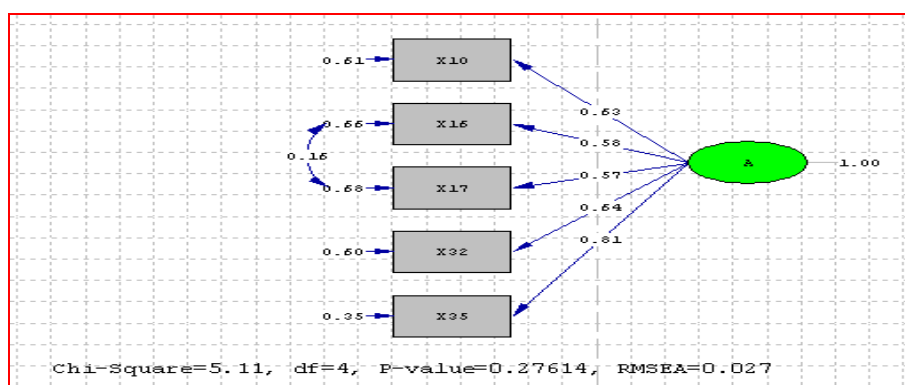 0.61 X10
0.63
0.66 X16
0.58
0.16
0.57
0.68 X17
A 1.00
0.64
0.60 X32
0.81
0.35 X35
Chi-Square=5.11, df=4, P-value=0.27614, RMSEA=0.027